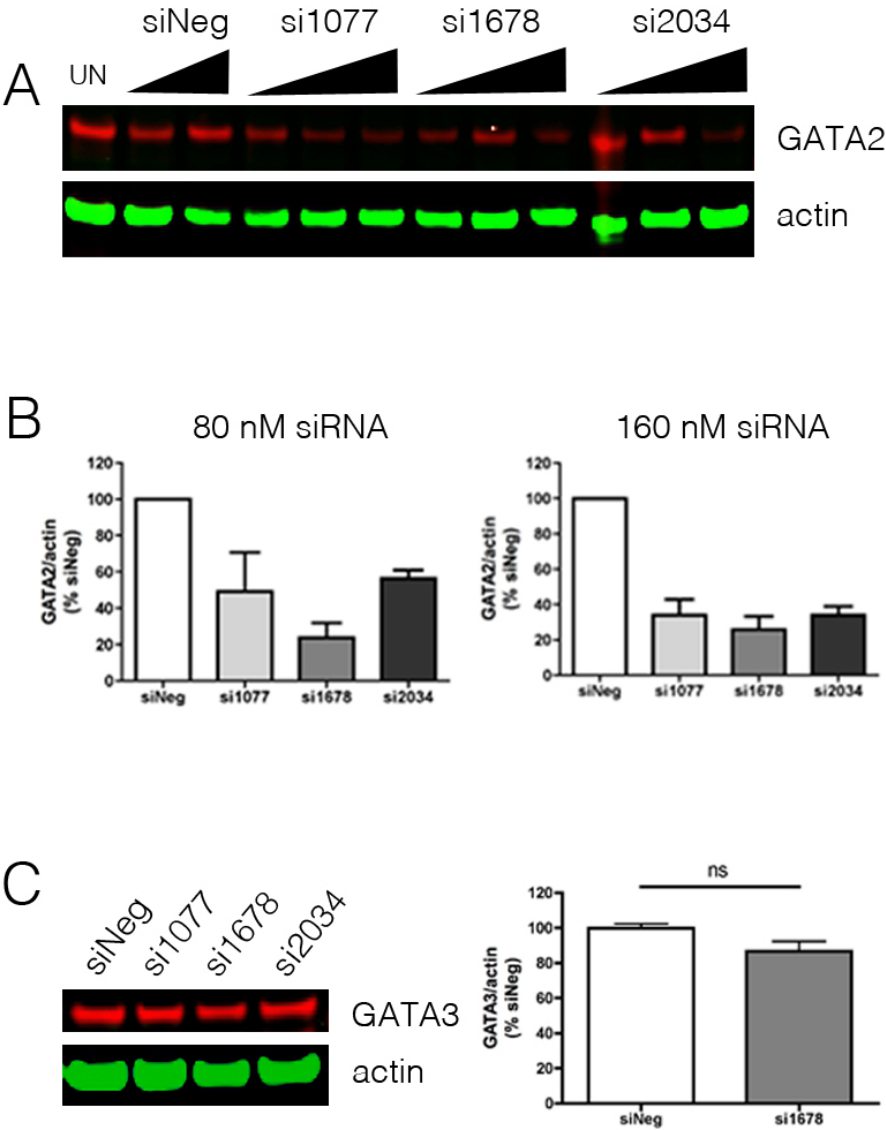 siNeg si1077 si1678 si2034
A UN
GATA2
actin
B 80 nM siRNA 160 nM siRNA
120
100
80
60
40
20
0
GATA2/actin
(% siNeg)
siNeg si1077 si1678 si2034
120
100
80
60
40
20
0
GATA2/actin
(% siNeg)
siNeg si1077 si1678 si2034
C
siNeg si1077 si1678 si2034
GATA3
actin
ns
120
100
80
60
40
20
0
GATA3/actin
(% siNeg)
siNeg si1678